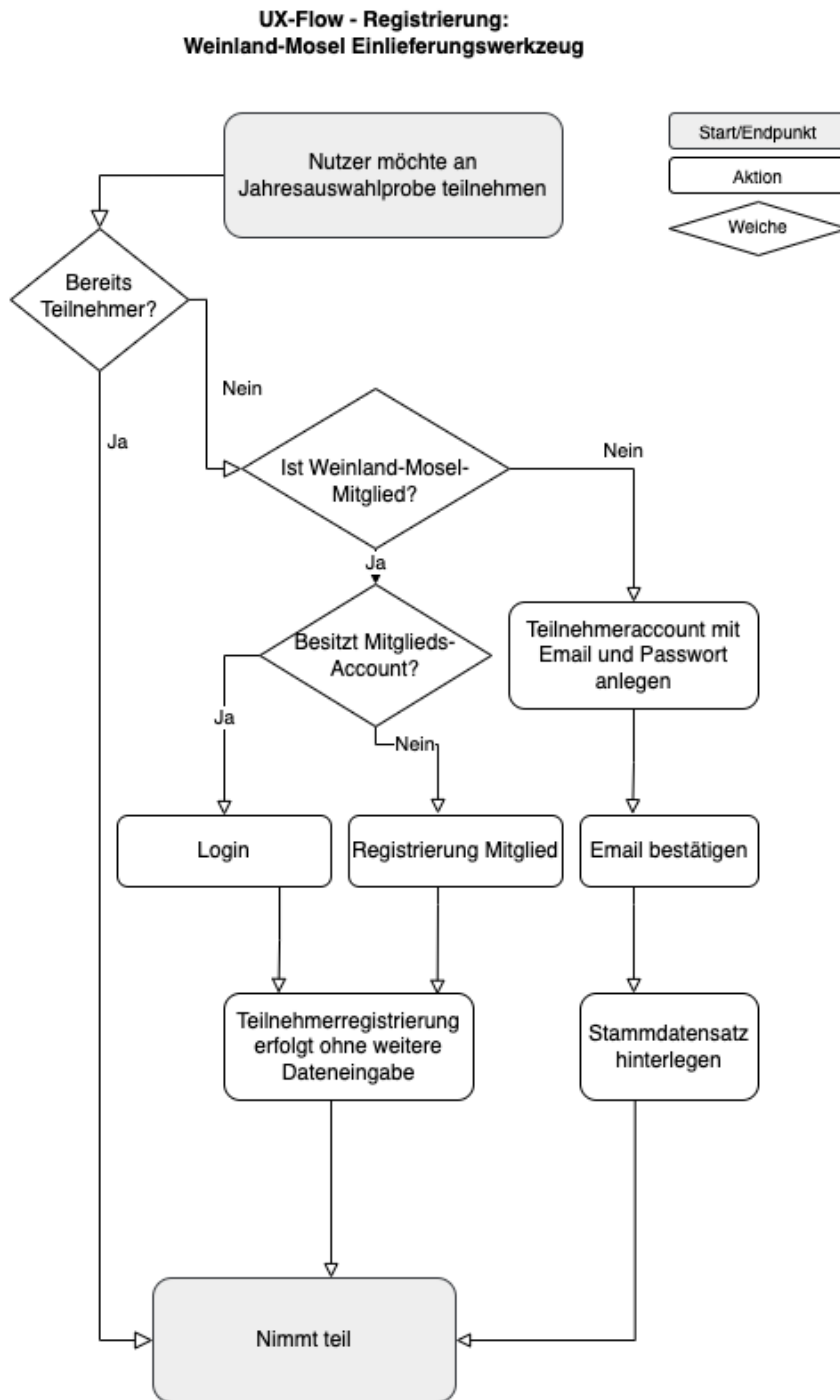 UX-Flow - Registrierung:
Weinland-Mosel Einlieferungswerkzeug
Nutzer möchte an
Jahresauswahlprobe teilnehmen
Start/Endpunkt
Aktion
Weiche
Bereits
Teilnehmer?
Nein
Ja
Ist Weinland-Mosel-
Mitglied?
Nein
Ja
Besitzt Mitglieds-
Account?
Teilnehmeraccount mit
Email und Passwort
anlegen
Ja
Nein
Login
Registrierung Mitglied
Email bestätigen
Teilnehmerregistrierung
erfolgt ohne weitere
Dateneingabe
Stammdatensatz
hinterlegen
Nimmt teil